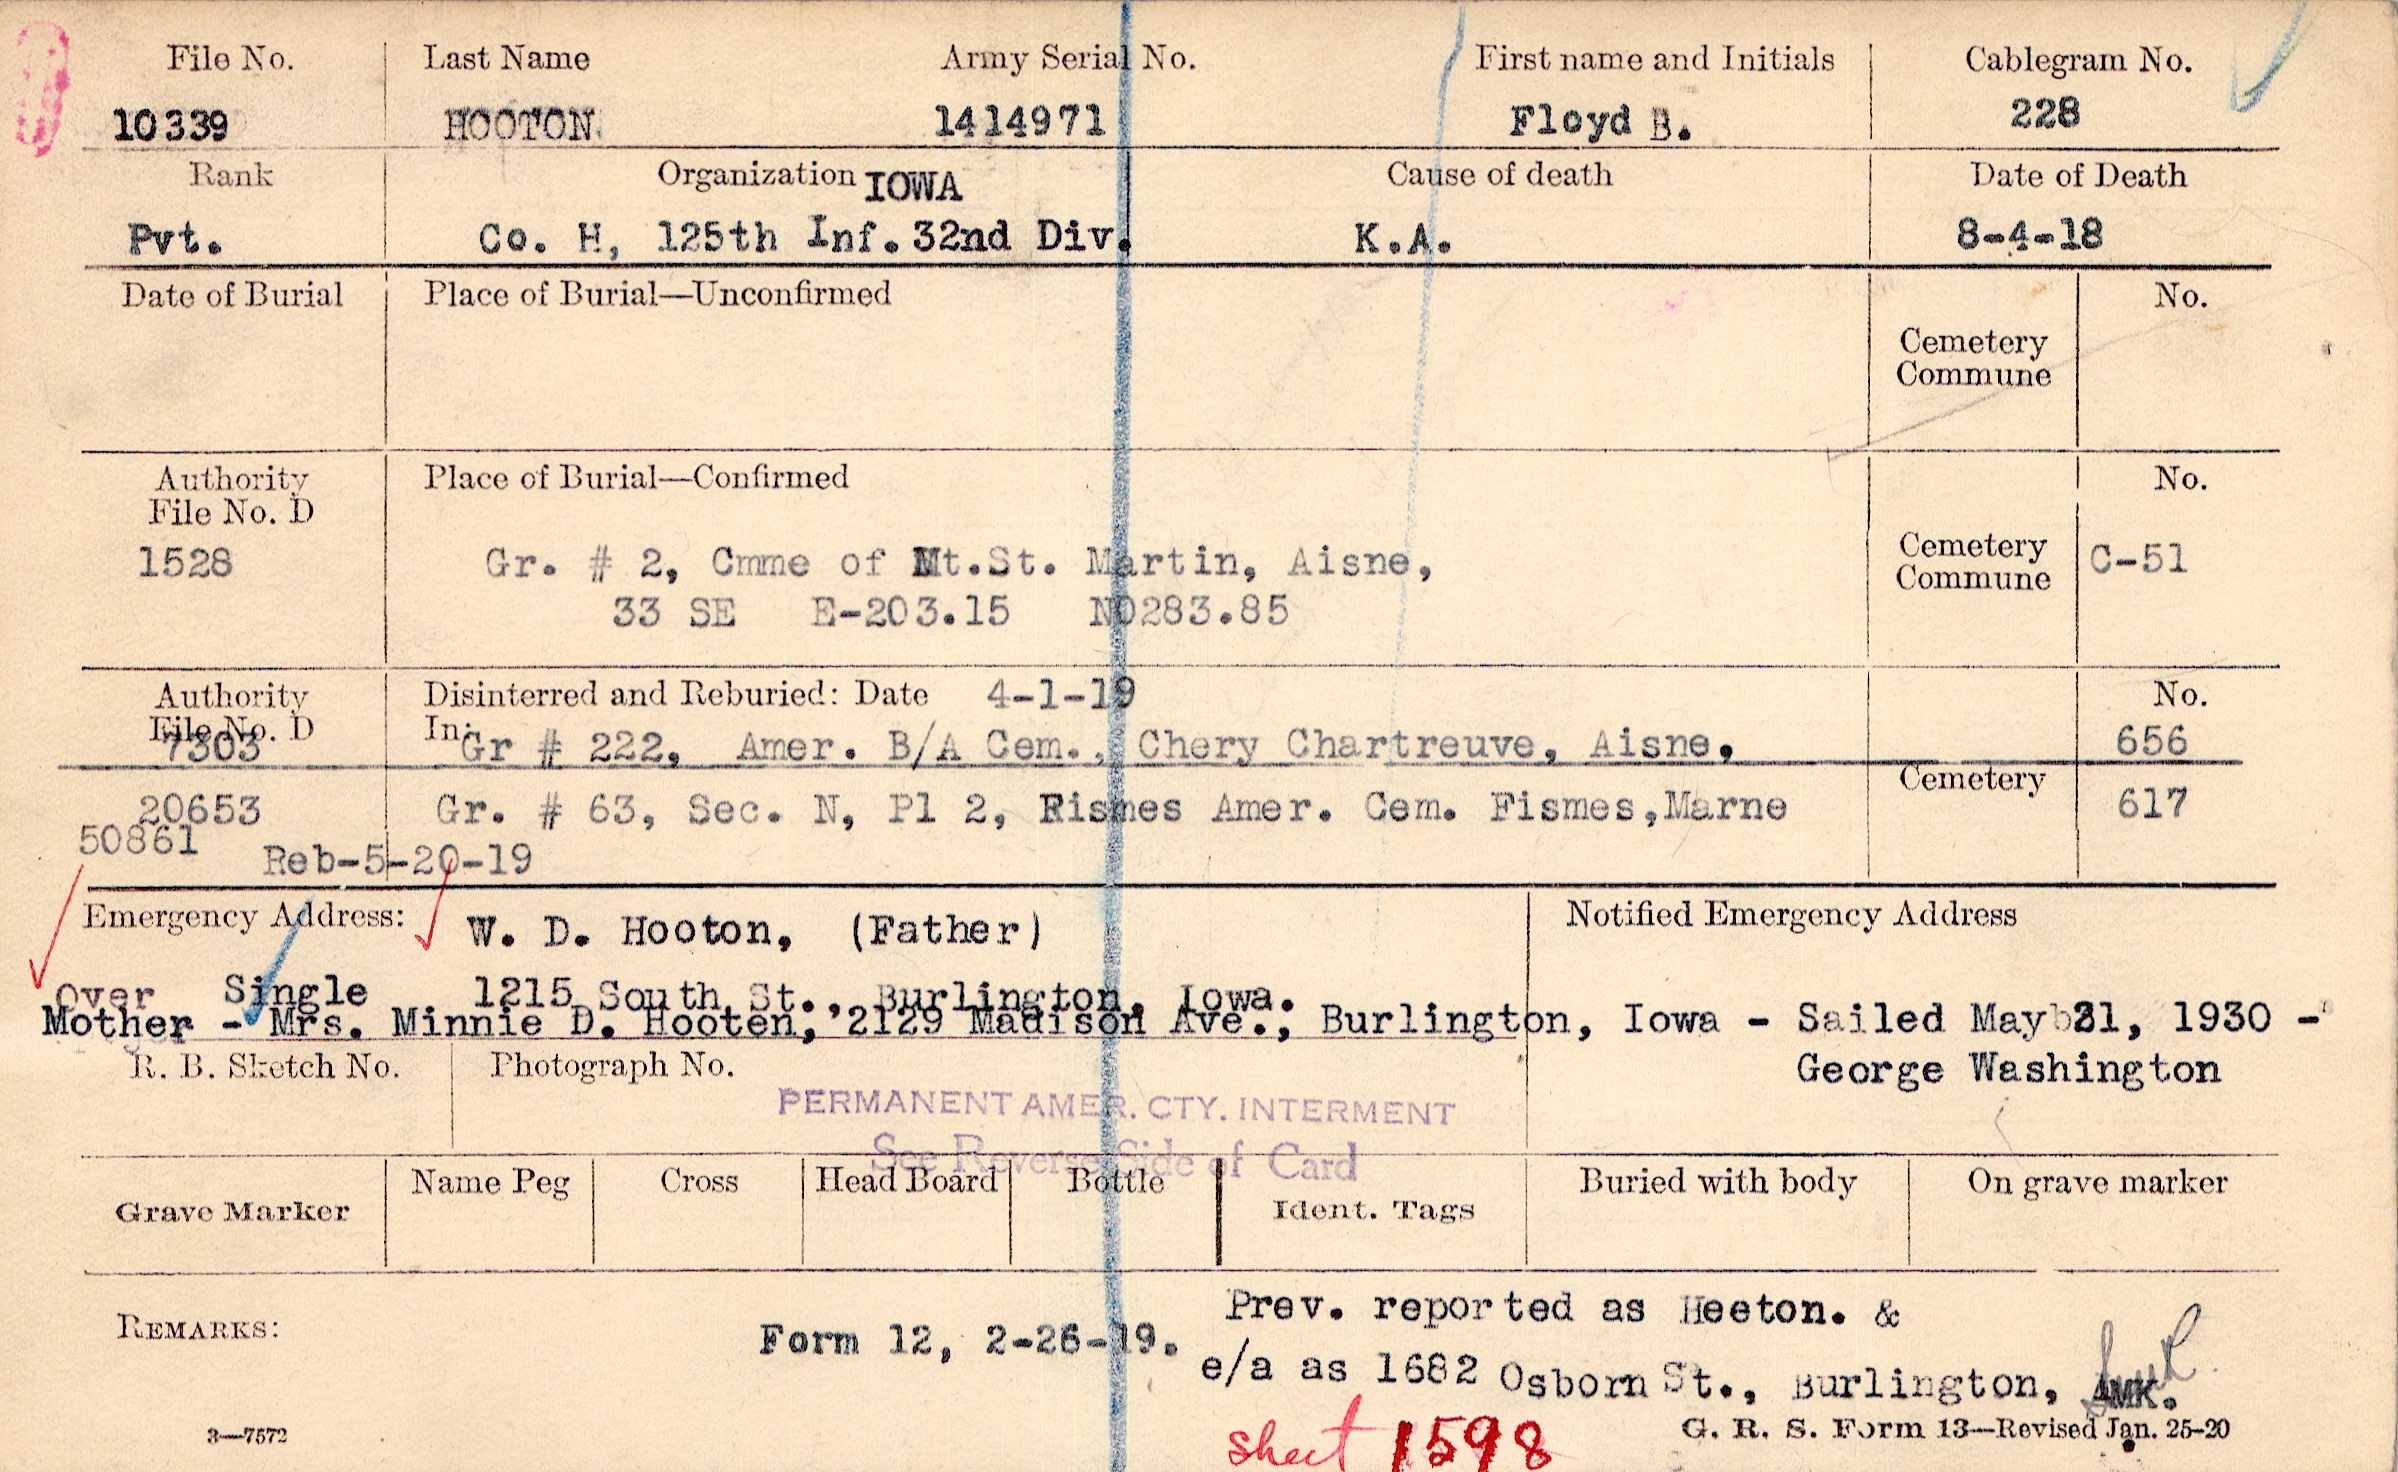 File No. Last Name Army Serial No. First name and Initials Cablegram No.
10339 HOOTON 1414971 Floyd B. 228
Rank Organization IOWA Cause of death Date of Death
Pvt. Co. H, 125th Inf. 32nd Div. K.A. 8-4-18
Date of Burial Place of Burial—Unconfirmed No.
Cemetery
Commune
Authority Place of Burial—Confirmed No.
File No. D
1528 Gr. # 2, Cmme of Mt.St. Martin, Aisne, Cemetery C-51
Commune
33 SE E-203.15 N0283.85
Authority Disinterred and Reburied: Date 4-1-19 No.
File No. D In:
7303 Gr # 222, Amer. B/A Cem., Chery Chartreuve, Aisne, 656
Cemetery
20653 Gr. # 63, Sec. N, Pl 2, Fismes Amer. Cem. Fismes,Marne 617
50861 Reb-5-20-19
Emergency Address: W. D. Hooton, (Father) Notified Emergency Address
Over Single 1215 South St., Burlington, Iowa.
Mother - Mrs. Minnie D. Hooten, 2129 Madison Ave., Burlington, Iowa - Sailed May 21, 1930 -
George Washington
R. B. Sketch No. Photograph No.
PERMANENT AMER. CTY. INTERMENT
See Reverse Side of Card
Grave Marker Name Peg Cross Head Board Bottle Ident. Tags Buried with body On grave marker
REMARKS: Form 12, 2-26-19. Prev. reported as Heeton. &
e/a as 1682 Osborn St., Burlington, AMK.
sheet 1598
3—7572 G. R. S. Form 13—Revised Jan. 25-20